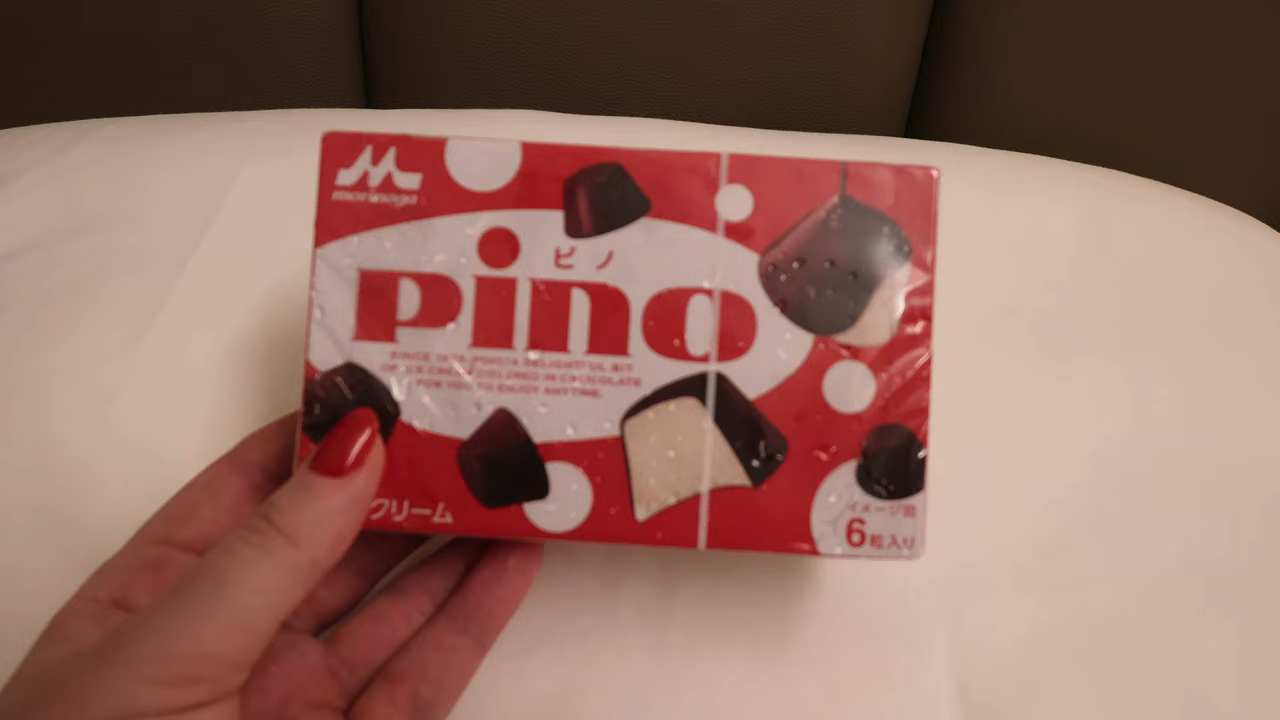 morinaga
ピノ
pino
SINCE 1976 PINO'S A DELIGHTFUL BIT
OF ICE CREAM COLORED IN CHOCOLATE
FOR YOU TO ENJOY ANYTIME.
クリーム
イメージ図
6粒入り